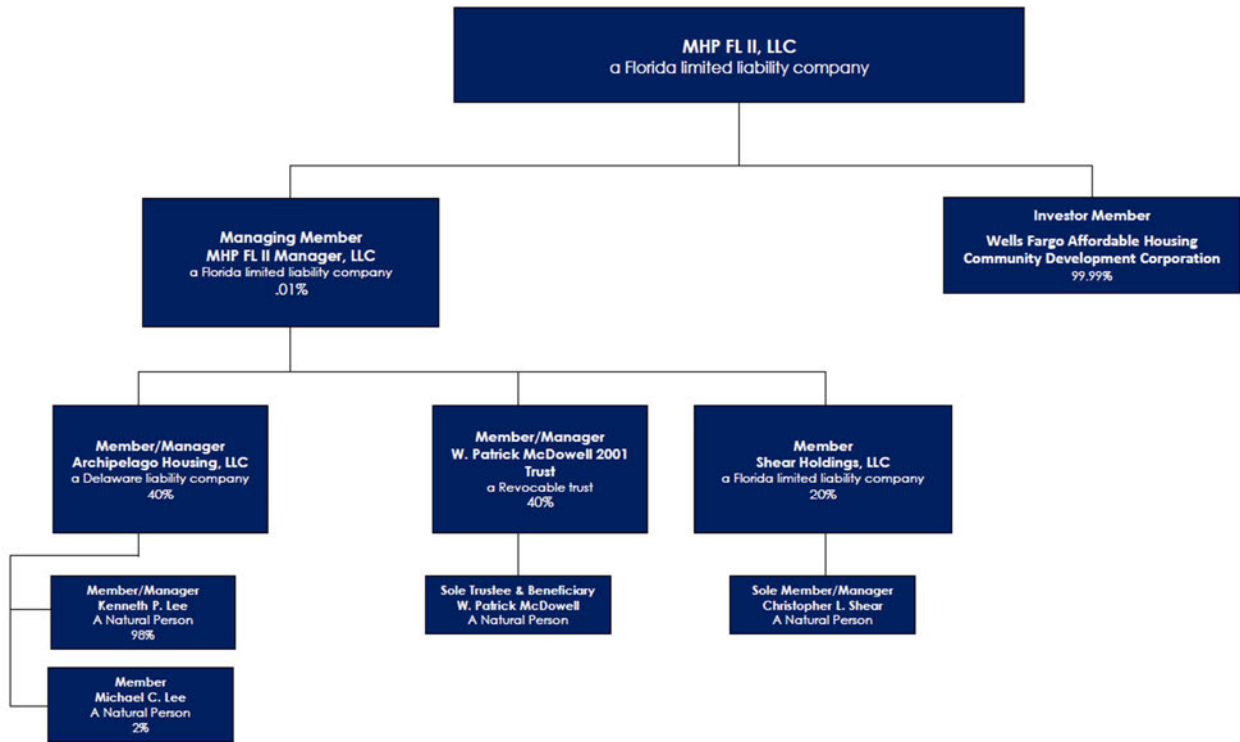 MHP FL II, LLC
a Florida limited liability company
Managing Member
MHP FL II Manager, LLC
a Florida limited liability company
.01%
Investor Member
Wells Fargo Affordable Housing
Community Development Corporation
99.99%
Member/Manager
Archipelago Housing, LLC
a Delaware liability company
40%
Member/Manager
W. Patrick McDowell 2001
Trust
a Revocable trust
40%
Member
Shear Holdings, LLC
a Florida limited liability company
20%
Member/Manager
Kenneth P. Lee
A Natural Person
98%
Sole Trustee & Beneficiary
W. Patrick McDowell
A Natural Person
Sole Member/Manager
Christopher L. Shear
A Natural Person
Member
Michael C. Lee
A Natural Person
2%